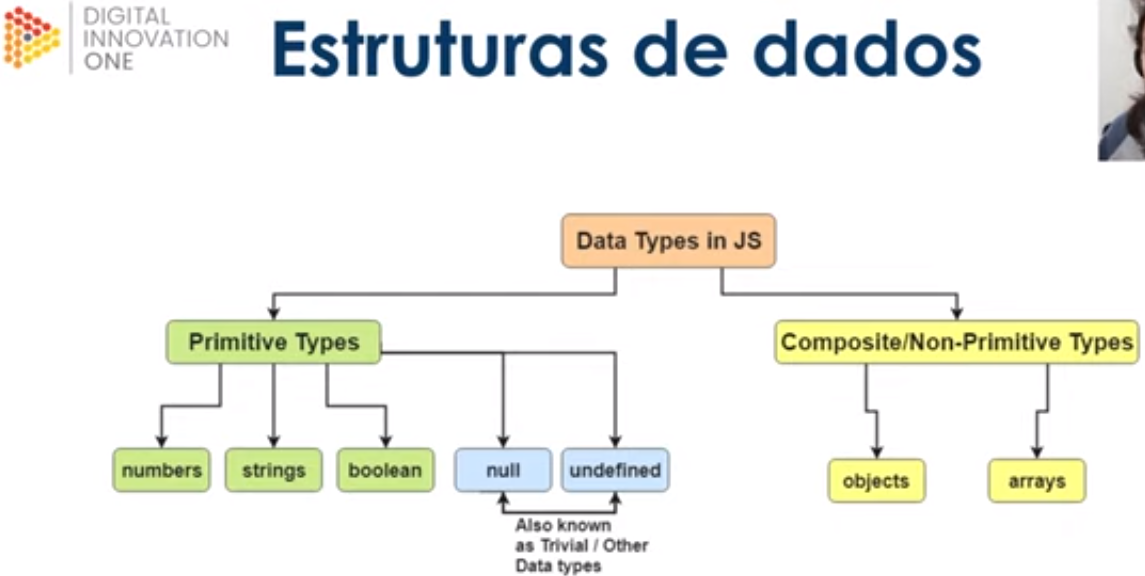 DIGITAL
INNOVATION
ONE
Estruturas de dados
Data Types in JS
Primitive Types
Composite/Non-Primitive Types
numbers
strings
boolean
null
undefined
objects
arrays
Also known
as Trivial / Other
Data types